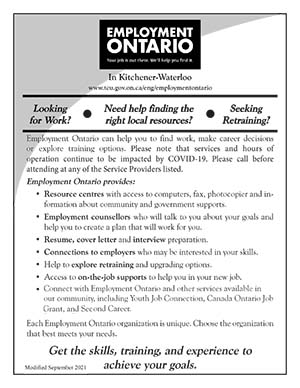 EMPLOYMENT
ONTARIO
Your job is out there. We'll help you find it.
In Kitchener-Waterloo
www.tcu.gov.on.ca/eng/employmentontario
Looking for Work? ● Need help finding the right local resources? ● Seeking Retraining?
Employment Ontario can help you to find work, make career decisions
or explore training options. Please note that services and hours of
operation continue to be impacted by COVID-19. Please call before
attending at any of the Service Providers listed.
Employment Ontario provides:
• Resource centres with access to computers, fax, photocopier and in-
formation about community and government supports.
• Employment counsellors who will talk to you about your goals and
help you to create a plan that will work for you.
• Resume, cover letter and interview preparation.
• Connections to employers who may be interested in your skills.
• Help to explore retraining and upgrading options.
• Access to on-the-job supports to help you in your new job.
• Connect with Employment Ontario and other services available in
our community, including Youth Job Connection, Canada Ontario Job
Grant, and Second Career.
Each Employment Ontario organization is unique. Choose the organization
that best meets your needs.
Get the skills, training, and experience to
achieve your goals.
Modified September 2021